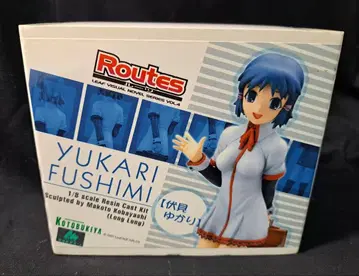 Routes
LEAF VISUAL NOVEL SERIES VOL.4
YUKARI
FUSHIMI
1/8 scale Resin Cast Kit
Sculpted by Makoto Kobayashi
(Long Long)
【伏見
ゆかり】
KOTOBUKIYA